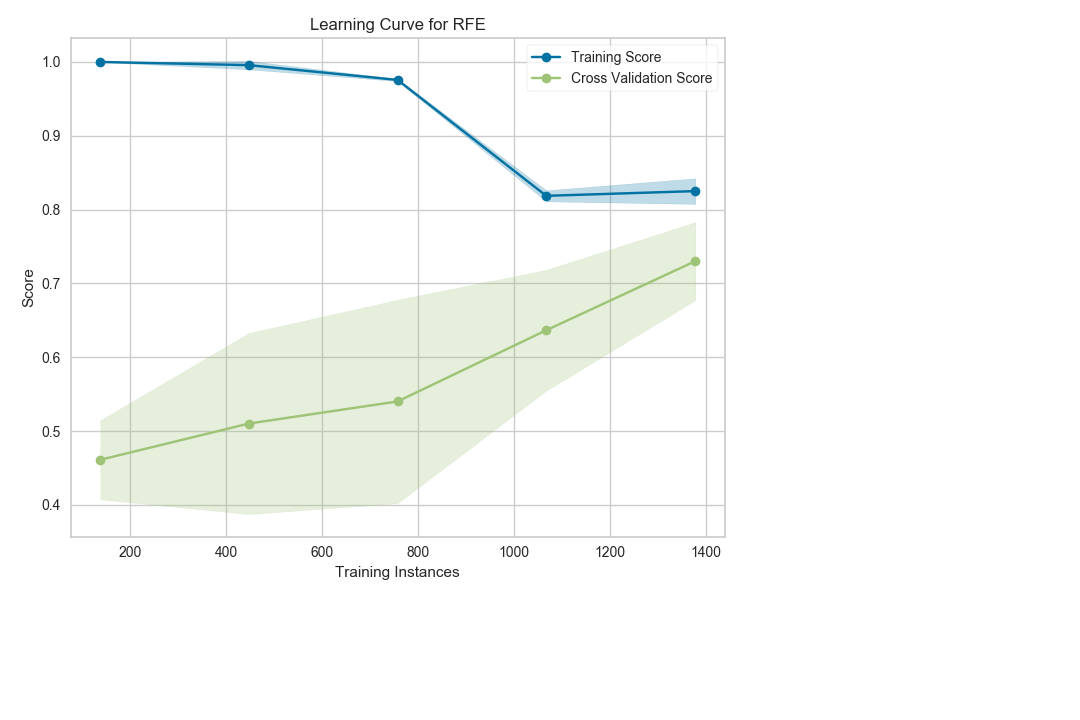 Learning Curve for RFE
Training Score
Cross Validation Score
1.0
0.9
0.8
0.7
0.6
0.5
0.4
Score
200 400 600 800 1000 1200 1400
Training Instances